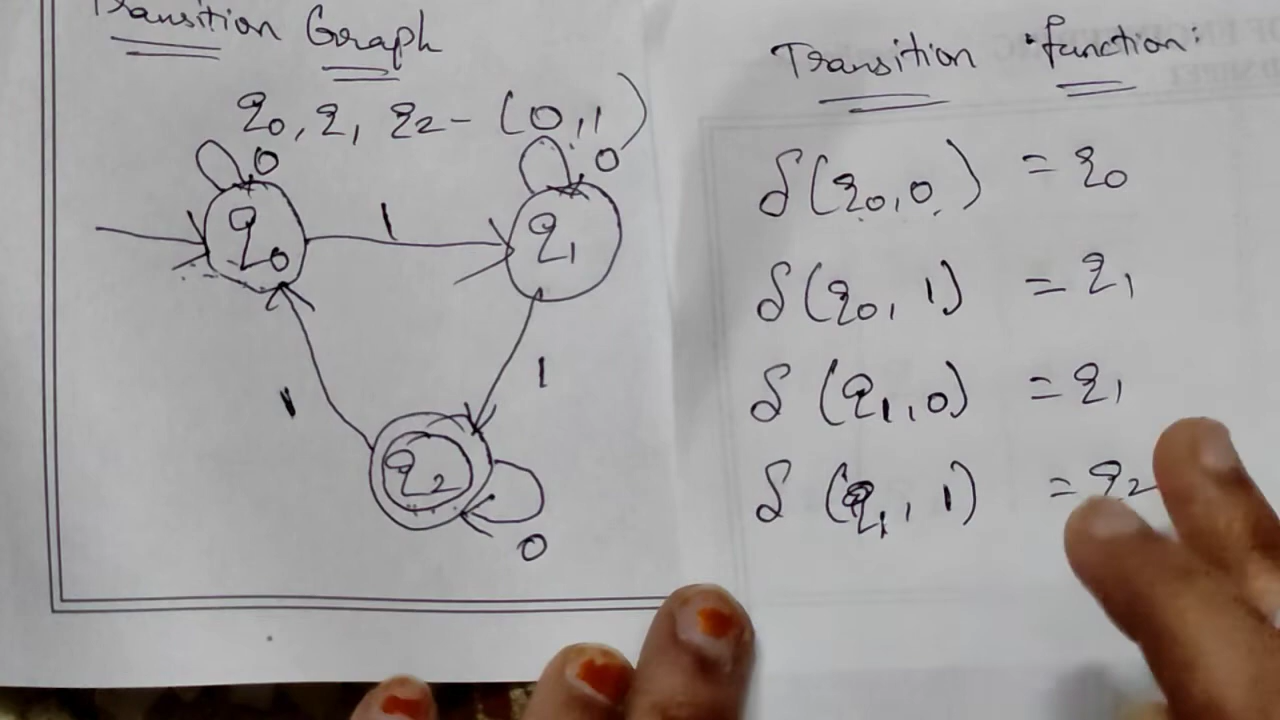 Transition Graph
q0, q1 q2 - (0,1)
0
0
q0
1
q1
1
1
q2
0
Transition function:
δ(q0,0) = q0
δ(q0, 1) = q1
δ (q1,0) = q1
δ (q1, 1) = q2